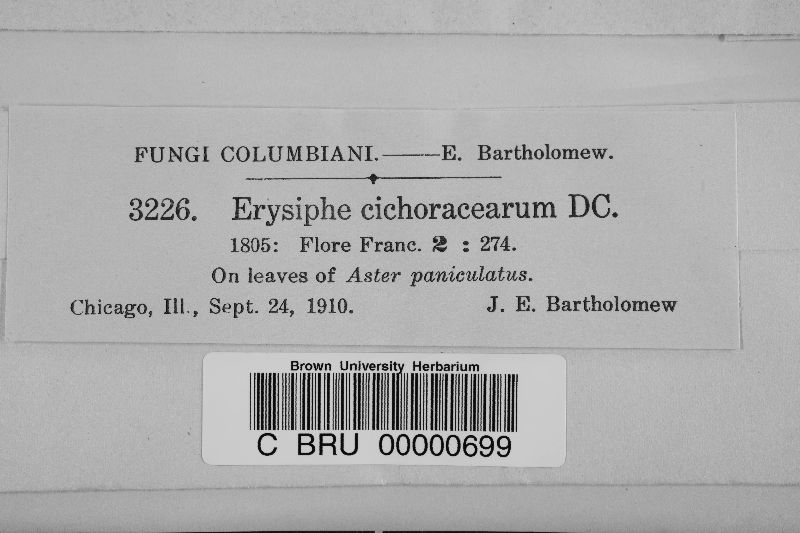 FUNGI COLUMBIANI.——E. Bartholomew.
3226. Erysiphe cichoracearum DC.
1805: Flore Franc. 2 : 274.
On leaves of Aster paniculatus.
Chicago, Ill., Sept. 24, 1910. J. E. Bartholomew
Brown University Herbarium
C BRU 00000699